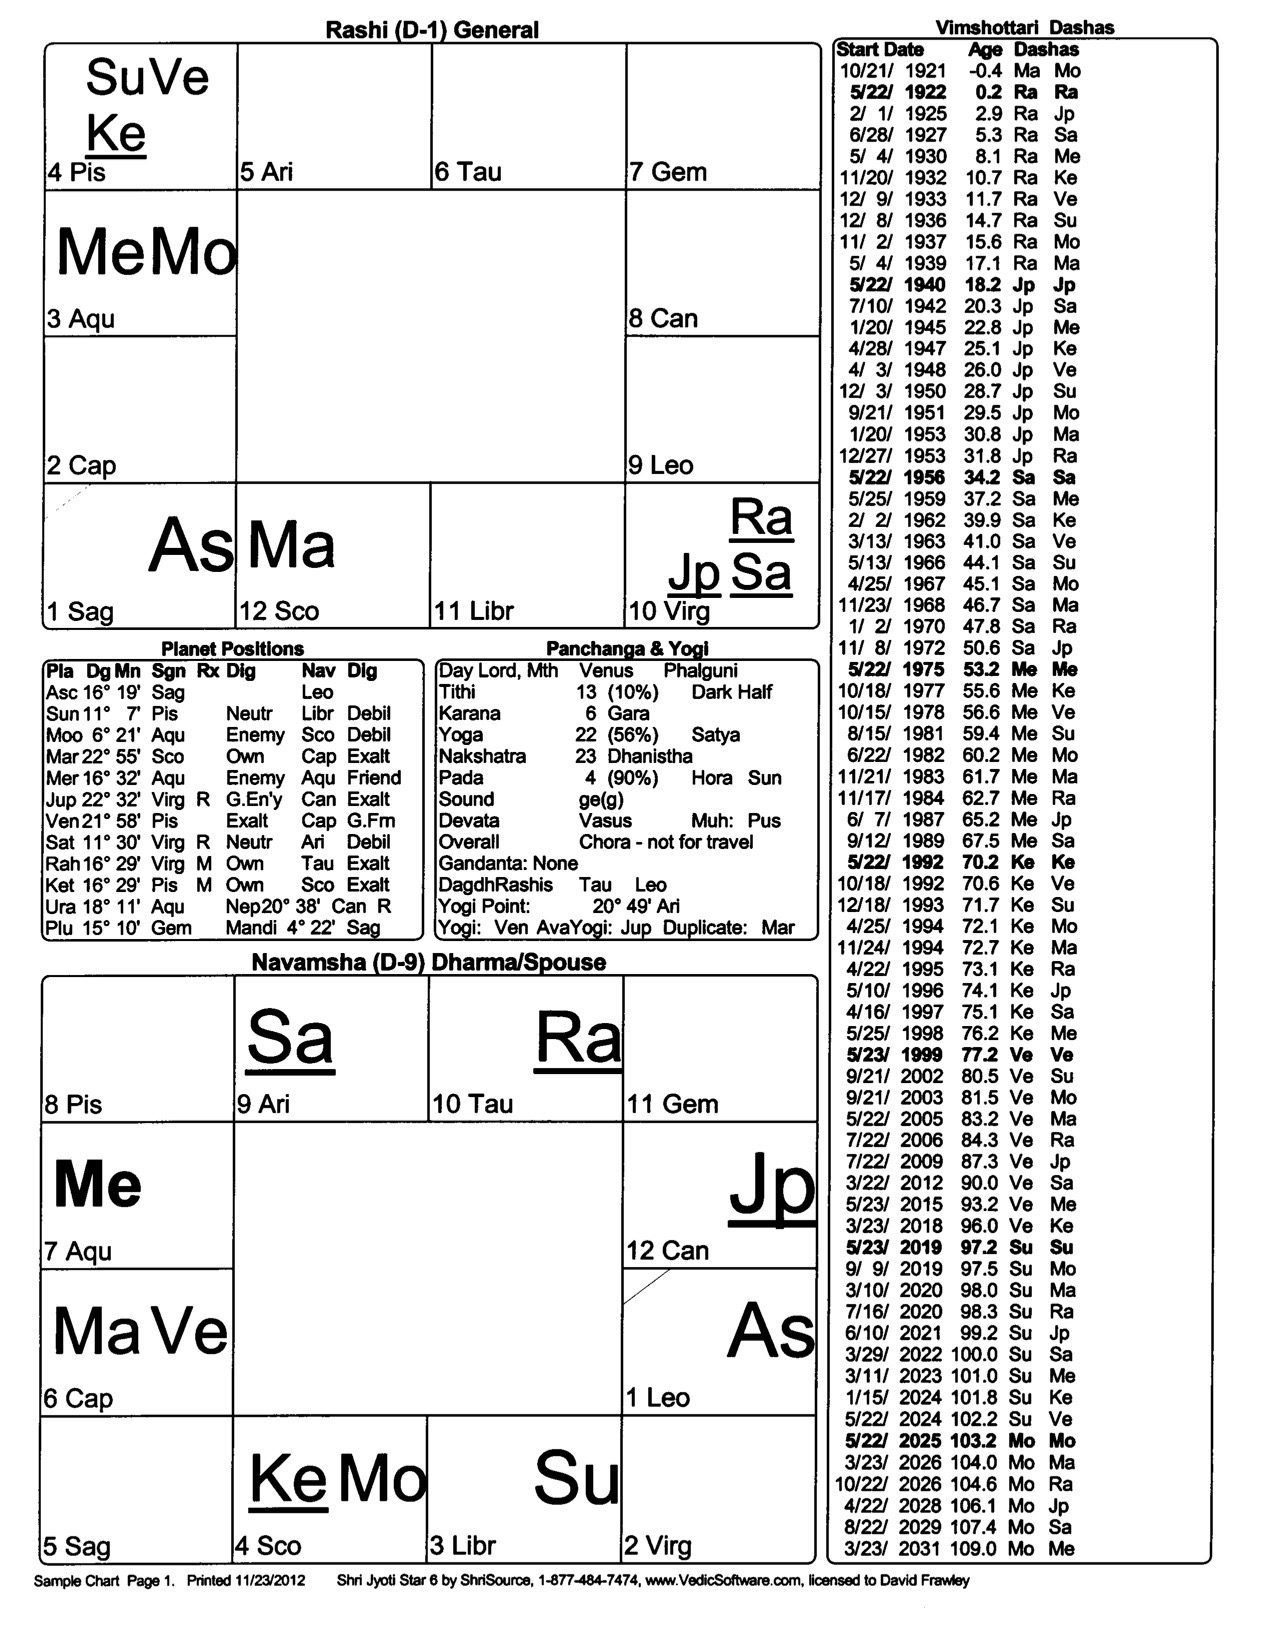 Rashi (D-1) General
SuVe
Ke
4 Pis
5 Ari
6 Tau
7 Gem
MeMo
3 Aqu
8 Can
2 Cap
9 Leo
As
1 Sag
Ma
12 Sco
11 Libr
Ra
Jp Sa
10 Virg
Planet Positions
Pla Dg Mn Sgn Rx Dig Nav Dig
Asc 16° 19' Sag Leo
Sun 11° 7' Pis Neutr Libr Debil
Moo 6° 21' Aqu Enemy Sco Debil
Mar 22° 55' Sco Own Cap Exalt
Mer 16° 32' Aqu Enemy Aqu Friend
Jup 22° 32' Virg R G.En'y Can Exalt
Ven 21° 58' Pis Exalt Cap G.Fm
Sat 11° 30' Virg R Neutr Ari Debil
Rah 16° 29' Virg M Own Tau Exalt
Ket 16° 29' Pis M Own Sco Exalt
Ura 18° 11' Aqu Nep20° 38' Can R
Plu 15° 10' Gem Mandi 4° 22' Sag
Panchanga & Yogi
Day Lord, Mth Venus Phalguni
Tithi 13 (10%) Dark Half
Karana 6 Gara
Yoga 22 (56%) Satya
Nakshatra 23 Dhanistha
Pada 4 (90%) Hora Sun
Sound ge(g)
Devata Vasus Muh: Pus
Overall Chora - not for travel
Gandanta: None
DagdhRashis Tau Leo
Yogi Point: 20° 49' Ari
Yogi: Ven AvaYogi: Jup Duplicate: Mar
Navamsha (D-9) Dharma/Spouse
8 Pis
Sa
9 Ari
Ra
10 Tau
11 Gem
Me
7 Aqu
Jp
12 Can
Ma Ve
6 Cap
As
1 Leo
5 Sag
Ke Mo
4 Sco
Su
3 Libr
2 Virg
Vimshottari Dashas
Start Date Age Dashas
10/21/ 1921 -0.4 Ma Mo
5/22/ 1922 0.2 Ra Ra
2/ 1/ 1925 2.9 Ra Jp
6/28/ 1927 5.3 Ra Sa
5/ 4/ 1930 8.1 Ra Me
11/20/ 1932 10.7 Ra Ke
12/ 9/ 1933 11.7 Ra Ve
12/ 8/ 1936 14.7 Ra Su
11/ 2/ 1937 15.6 Ra Mo
5/ 4/ 1939 17.1 Ra Ma
5/22/ 1940 18.2 Jp Jp
7/10/ 1942 20.3 Jp Sa
1/20/ 1945 22.8 Jp Me
4/28/ 1947 25.1 Jp Ke
4/ 3/ 1948 26.0 Jp Ve
12/ 3/ 1950 28.7 Jp Su
9/21/ 1951 29.5 Jp Mo
1/20/ 1953 30.8 Jp Ma
12/27/ 1953 31.8 Jp Ra
5/22/ 1956 34.2 Sa Sa
5/25/ 1959 37.2 Sa Me
2/ 2/ 1962 39.9 Sa Ke
3/13/ 1963 41.0 Sa Ve
5/13/ 1966 44.1 Sa Su
4/25/ 1967 45.1 Sa Mo
11/23/ 1968 46.7 Sa Ma
1/ 2/ 1970 47.8 Sa Ra
11/ 8/ 1972 50.6 Sa Jp
5/22/ 1975 53.2 Me Me
10/18/ 1977 55.6 Me Ke
10/15/ 1978 56.6 Me Ve
8/15/ 1981 59.4 Me Su
6/22/ 1982 60.2 Me Mo
11/21/ 1983 61.7 Me Ma
11/17/ 1984 62.7 Me Ra
6/ 7/ 1987 65.2 Me Jp
9/12/ 1989 67.5 Me Sa
5/22/ 1992 70.2 Ke Ke
10/18/ 1992 70.6 Ke Ve
12/18/ 1993 71.7 Ke Su
4/25/ 1994 72.1 Ke Mo
11/24/ 1994 72.7 Ke Ma
4/22/ 1995 73.1 Ke Ra
5/10/ 1996 74.1 Ke Jp
4/16/ 1997 75.1 Ke Sa
5/25/ 1998 76.2 Ke Me
5/23/ 1999 77.2 Ve Ve
9/21/ 2002 80.5 Ve Su
9/21/ 2003 81.5 Ve Mo
5/22/ 2005 83.2 Ve Ma
7/22/ 2006 84.3 Ve Ra
7/22/ 2009 87.3 Ve Jp
3/22/ 2012 90.0 Ve Sa
5/23/ 2015 93.2 Ve Me
3/23/ 2018 96.0 Ve Ke
5/23/ 2019 97.2 Su Su
9/ 9/ 2019 97.5 Su Mo
3/10/ 2020 98.0 Su Ma
7/16/ 2020 98.3 Su Ra
6/10/ 2021 99.2 Su Jp
3/29/ 2022 100.0 Su Sa
3/11/ 2023 101.0 Su Me
1/15/ 2024 101.8 Su Ke
5/22/ 2024 102.2 Su Ve
5/22/ 2025 103.2 Mo Mo
3/23/ 2026 104.0 Mo Ma
10/22/ 2026 104.6 Mo Ra
4/22/ 2028 106.1 Mo Jp
8/22/ 2029 107.4 Mo Sa
3/23/ 2031 109.0 Mo Me
Sample Chart Page 1. Printed 11/23/2012 Shri Jyoti Star 6 by ShriSource, 1-877-484-7474, www.VedicSoftware.com, licensed to David Frawley